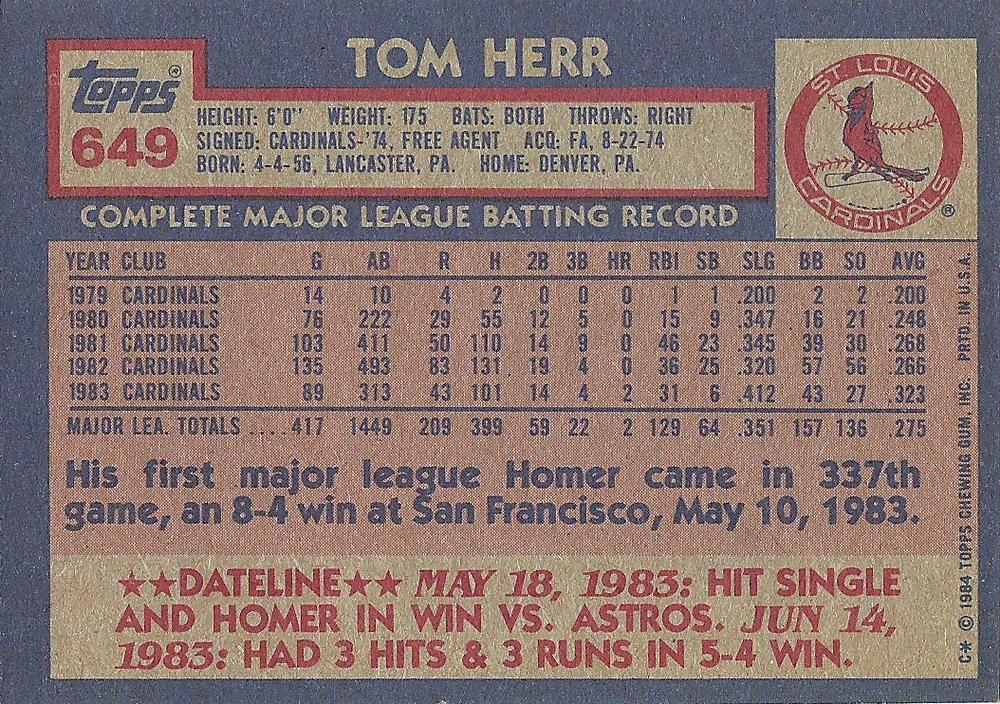 TOM HERR
topps®
649
HEIGHT: 6'0" WEIGHT: 175 BATS: BOTH THROWS: RIGHT
SIGNED: CARDINALS-'74, FREE AGENT ACQ: FA, 8-22-74
BORN: 4-4-56, LANCASTER, PA. HOME: DENVER, PA.
ST. LOUIS
CARDINALS®
COMPLETE MAJOR LEAGUE BATTING RECORD
YEAR CLUB G AB R H 2B 3B HR RBI SB SLG BB SO AVG
1979 CARDINALS 14 10 4 2 0 0 0 1 1 .200 2 2 .200
1980 CARDINALS 76 222 29 55 12 5 0 15 9 .347 16 21 .248
1981 CARDINALS 103 411 50 110 14 9 0 46 23 .345 39 30 .268
1982 CARDINALS 135 493 83 131 19 4 0 36 25 .320 57 56 .266
1983 CARDINALS 89 313 43 101 14 4 2 31 6 .412 43 27 .323
MAJOR LEA. TOTALS ....417 1449 209 399 59 22 2 129 64 .351 157 136 .275
His first major league Homer came in 337th
game, an 8-4 win at San Francisco, May 10, 1983.
★★DATELINE★★ MAY 18, 1983: HIT SINGLE
AND HOMER IN WIN VS. ASTROS. JUN 14,
1983: HAD 3 HITS & 3 RUNS IN 5-4 WIN.
C* © 1984 TOPPS CHEWING GUM, INC. PRTD. IN U.S.A.